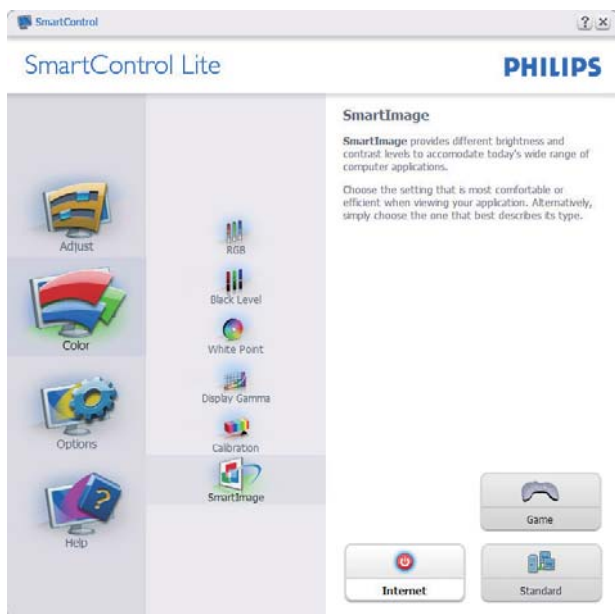 SmartControl
SmartControl Lite
PHILIPS
Adjust
Color
Options
Help
RGB
Black Level
White Point
Display Gamma
Calibration
SmartImage
SmartImage
SmartImage provides different brightness and
contrast levels to accomodate today's wide range of
computer applications.
Choose the setting that is most comfortable or
efficient when viewing your application. Alternatively,
simply choose the one that best describes its type.
Game
Internet
Standard